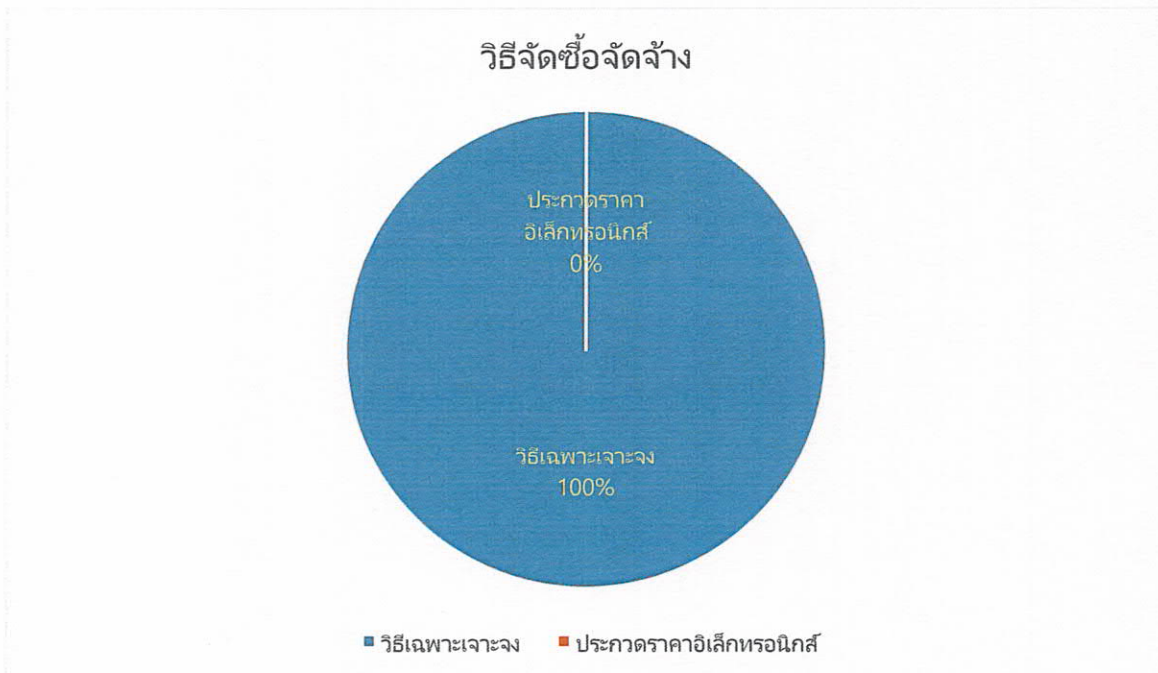 วิธีจัดซื้อจัดจ้าง
ประกวดราคา
อิเล็กทรอนิกส์
0%
วิธีเฉพาะเจาะจง
100%
วิธีเฉพาะเจาะจง
ประกวดราคาอิเล็กทรอนิกส์